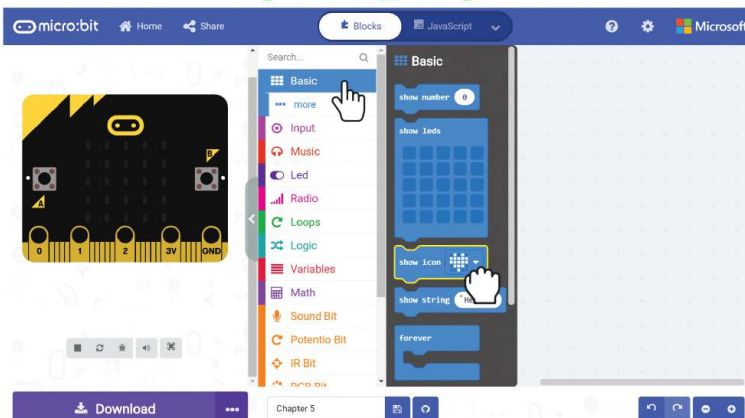 micro:bit Home Share Blocks JavaScript Microsoft
Search...
Basic
more
Input
Music
Led
Radio
Loops
Logic
Variables
Math
Sound Bit
Potentio Bit
IR Bit
Basic
show number 0
show leds
show icon
show string
forever
B
A
0 1 2 3V GND
Download
Chapter 5